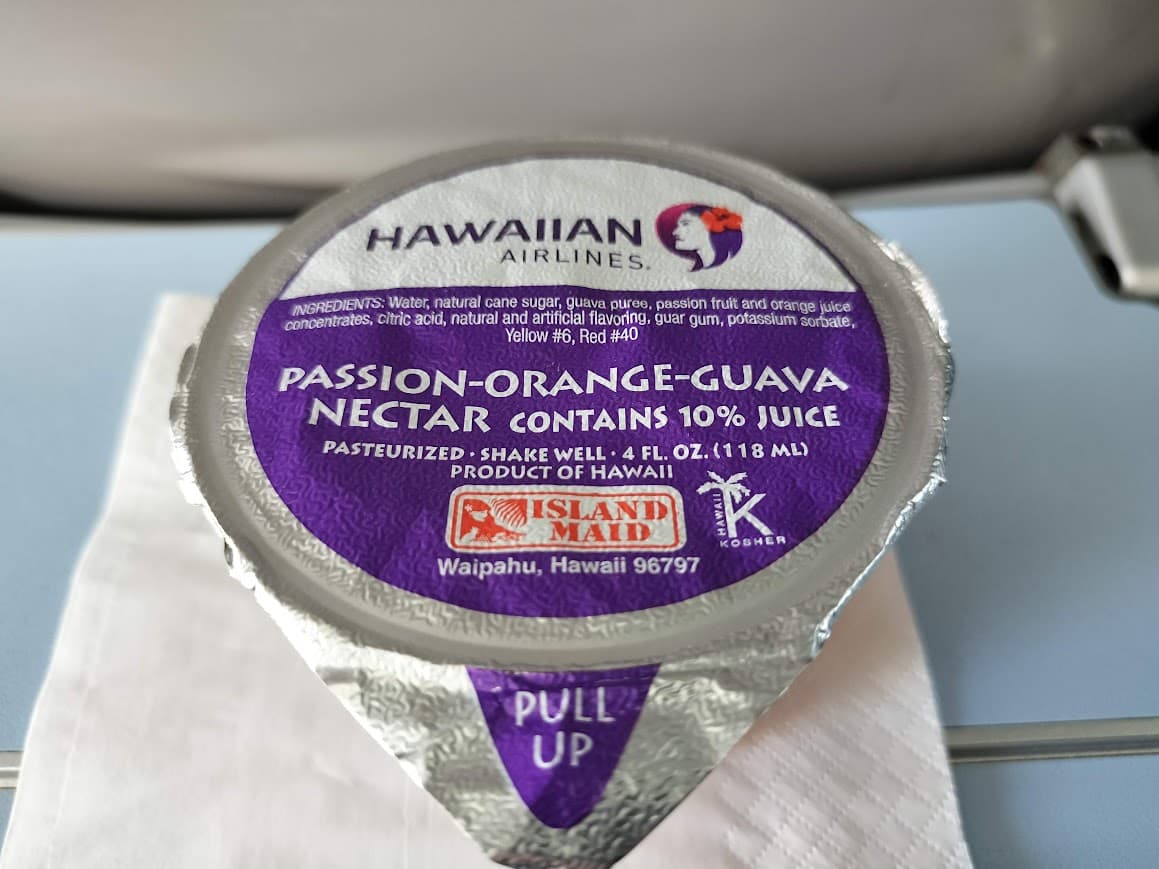 HAWAIIAN
AIRLINES.
INGREDIENTS: Water, natural cane sugar, guava puree, passion fruit and orange juice
concentrates, citric acid, natural and artificial flavoring, guar gum, potassium sorbate,
Yellow #6, Red #40
PASSION-ORANGE-GUAVA
NECTAR CONTAINS 10% JUICE
PASTEURIZED · SHAKE WELL · 4 FL. OZ. (118 ML)
PRODUCT OF HAWAII
ISLAND
MAID
HAWAII
K
KOSHER
Waipahu, Hawaii 96797
PULL
UP